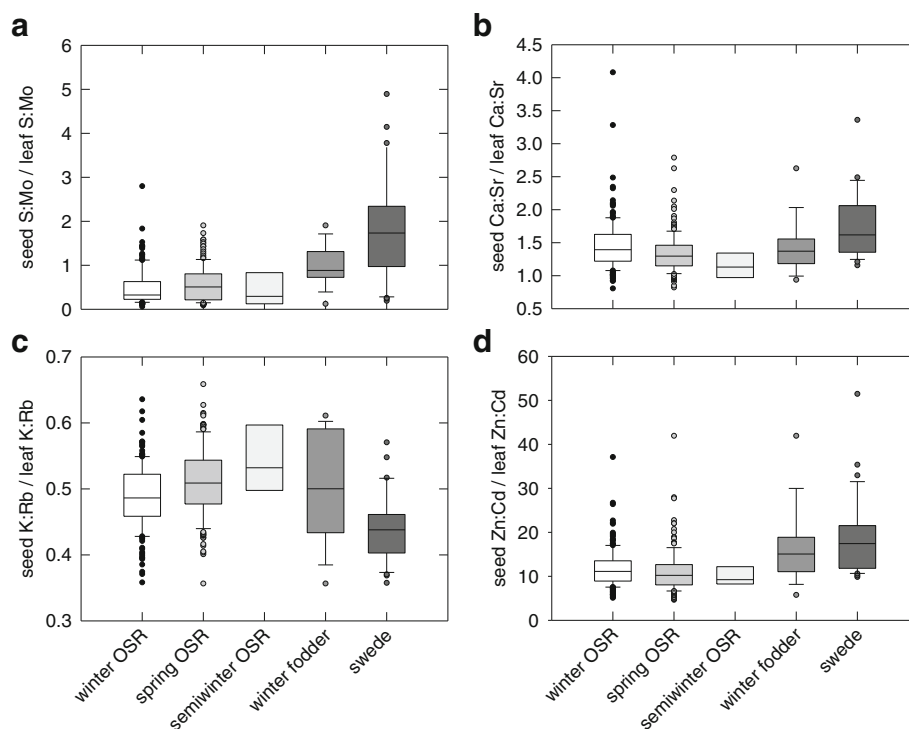 a
seed S:Mo / leaf S:Mo
6
5
4
3
2
1
0
b
seed Ca:Sr / leaf Ca:Sr
4.5
4.0
3.5
3.0
2.5
2.0
1.5
1.0
0.5
c
seed K:Rb / leaf K:Rb
0.7
0.6
0.5
0.4
0.3
winter OSR
spring OSR
semiwinter OSR
winter fodder
swede
d
seed Zn:Cd / leaf Zn:Cd
60
50
40
30
20
10
0
winter OSR
spring OSR
semiwinter OSR
winter fodder
swede